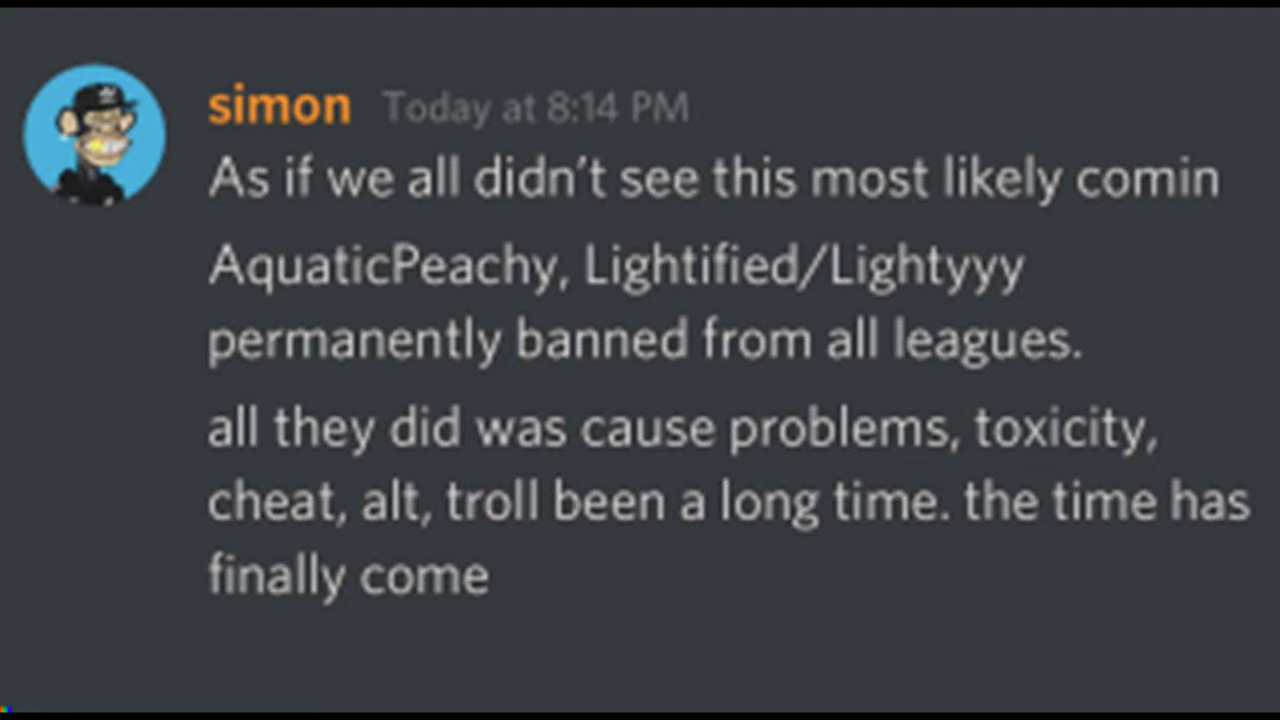 simon Today at 8:14 PM
As if we all didn't see this most likely comin
AquaticPeachy, Lightified/Lightyyy
permanently banned from all leagues.
all they did was cause problems, toxicity,
cheat, alt, troll been a long time. the time has
finally come